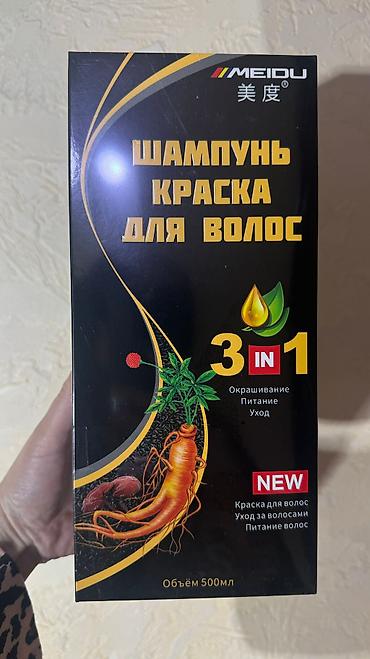 MEIDU
美度®
ШАМПУНЬ
КРАСКА
ДЛЯ ВОЛОС
3 IN 1
Окрашивание
Питание
Уход
NEW
Краска для волос
Уход за волосами
Питание волос
Объём 500мл